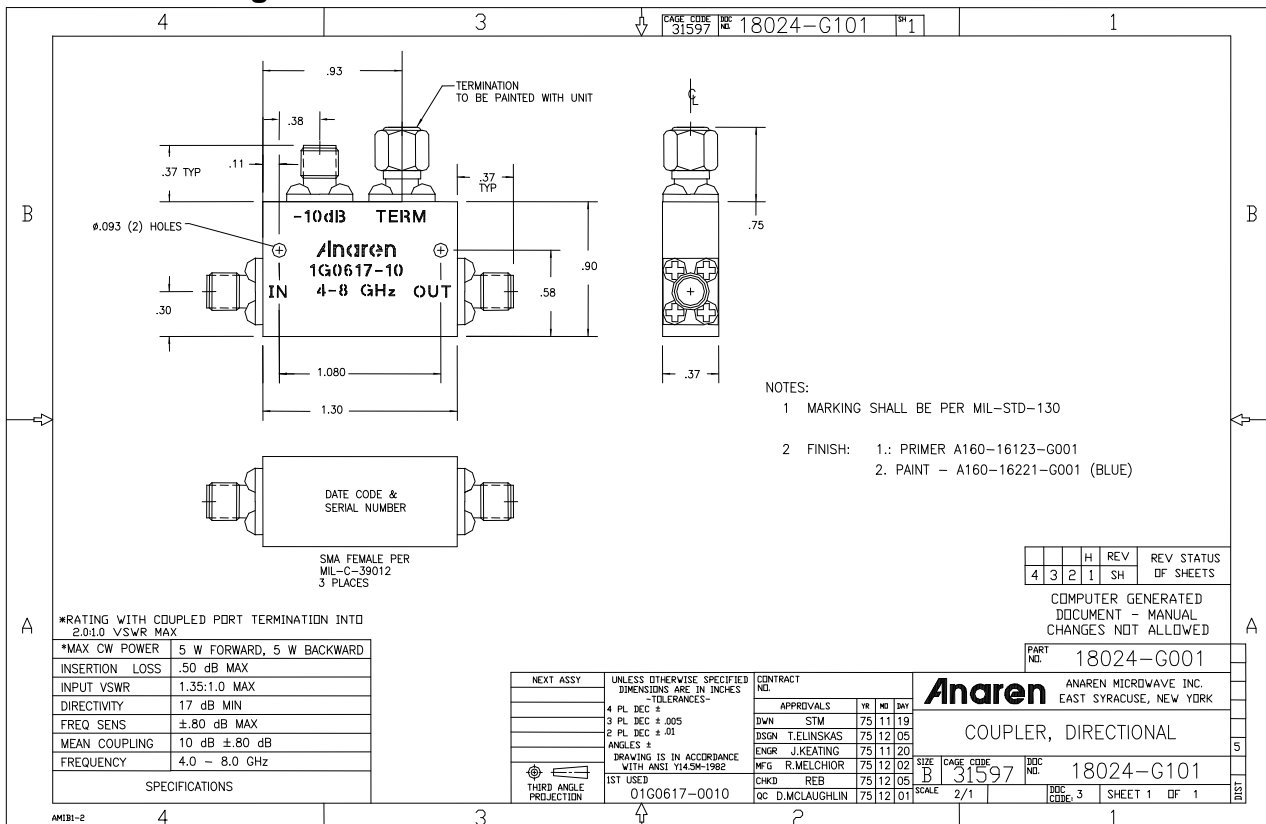 4
3
CAGE CODE
31597
DOC
NO.
18024-G101
SH
1
1
.93
TERMINATION
TO BE PAINTED WITH UNIT
.38
℄
.37 TYP
.11
.37
TYP
.75
B
B
-10dB TERM
ø.093 (2) HOLES
Anaren
1G0617-10
IN 4-8 GHz OUT
.90
.58
.30
1.080
.37
1.30
NOTES:
1 MARKING SHALL BE PER MIL-STD-130
2 FINISH: 1.: PRIMER A160-16123-G001
2. PAINT - A160-16221-G001 (BLUE)
DATE CODE &
SERIAL NUMBER
SMA FEMALE PER
MIL-C-39012
3 PLACES
H REV REV STATUS
4 3 2 1 SH OF SHEETS
COMPUTER GENERATED
DOCUMENT - MANUAL
CHANGES NOT ALLOWED
A
A
*RATING WITH COUPLED PORT TERMINATION INTO
2.0:1.0 VSWR MAX
*MAX CW POWER 5 W FORWARD, 5 W BACKWARD
INSERTION LOSS .50 dB MAX
INPUT VSWR 1.35:1.0 MAX
DIRECTIVITY 17 dB MIN
FREQ SENS ±.80 dB MAX
MEAN COUPLING 10 dB ±.80 dB
FREQUENCY 4.0 - 8.0 GHz
SPECIFICATIONS
PART
NO.
18024-G001
NEXT ASSY
UNLESS OTHERWISE SPECIFIED
DIMENSIONS ARE IN INCHES
-TOLERANCES-
4 PL DEC ±
3 PL DEC ± .005
2 PL DEC ± .01
ANGLES ±
DRAWING IS IN ACCORDANCE
WITH ANSI Y14.5M-1982
THIRD ANGLE
PROJECTION
1ST USED
01G0617-0010
CONTRACT
NO.
APPROVALS YR MO DAY
DWN STM 75 11 19
DSGN T.ELINSKAS 75 12 05
ENGR J.KEATING 75 11 20
MFG R.MELCHIOR 75 12 02
CHKD REB 75 12 05
QC D.MCLAUGHLIN 75 12 01
Anaren
ANAREN MICROWAVE INC.
EAST SYRACUSE, NEW YORK
COUPLER, DIRECTIONAL
5
SIZE
B
CAGE CODE
31597
DOC
NO.
18024-G101
SCALE 2/1
DOC
CODE: 3
SHEET 1 OF 1
DIST
AMIB1-2
4
3
2
1